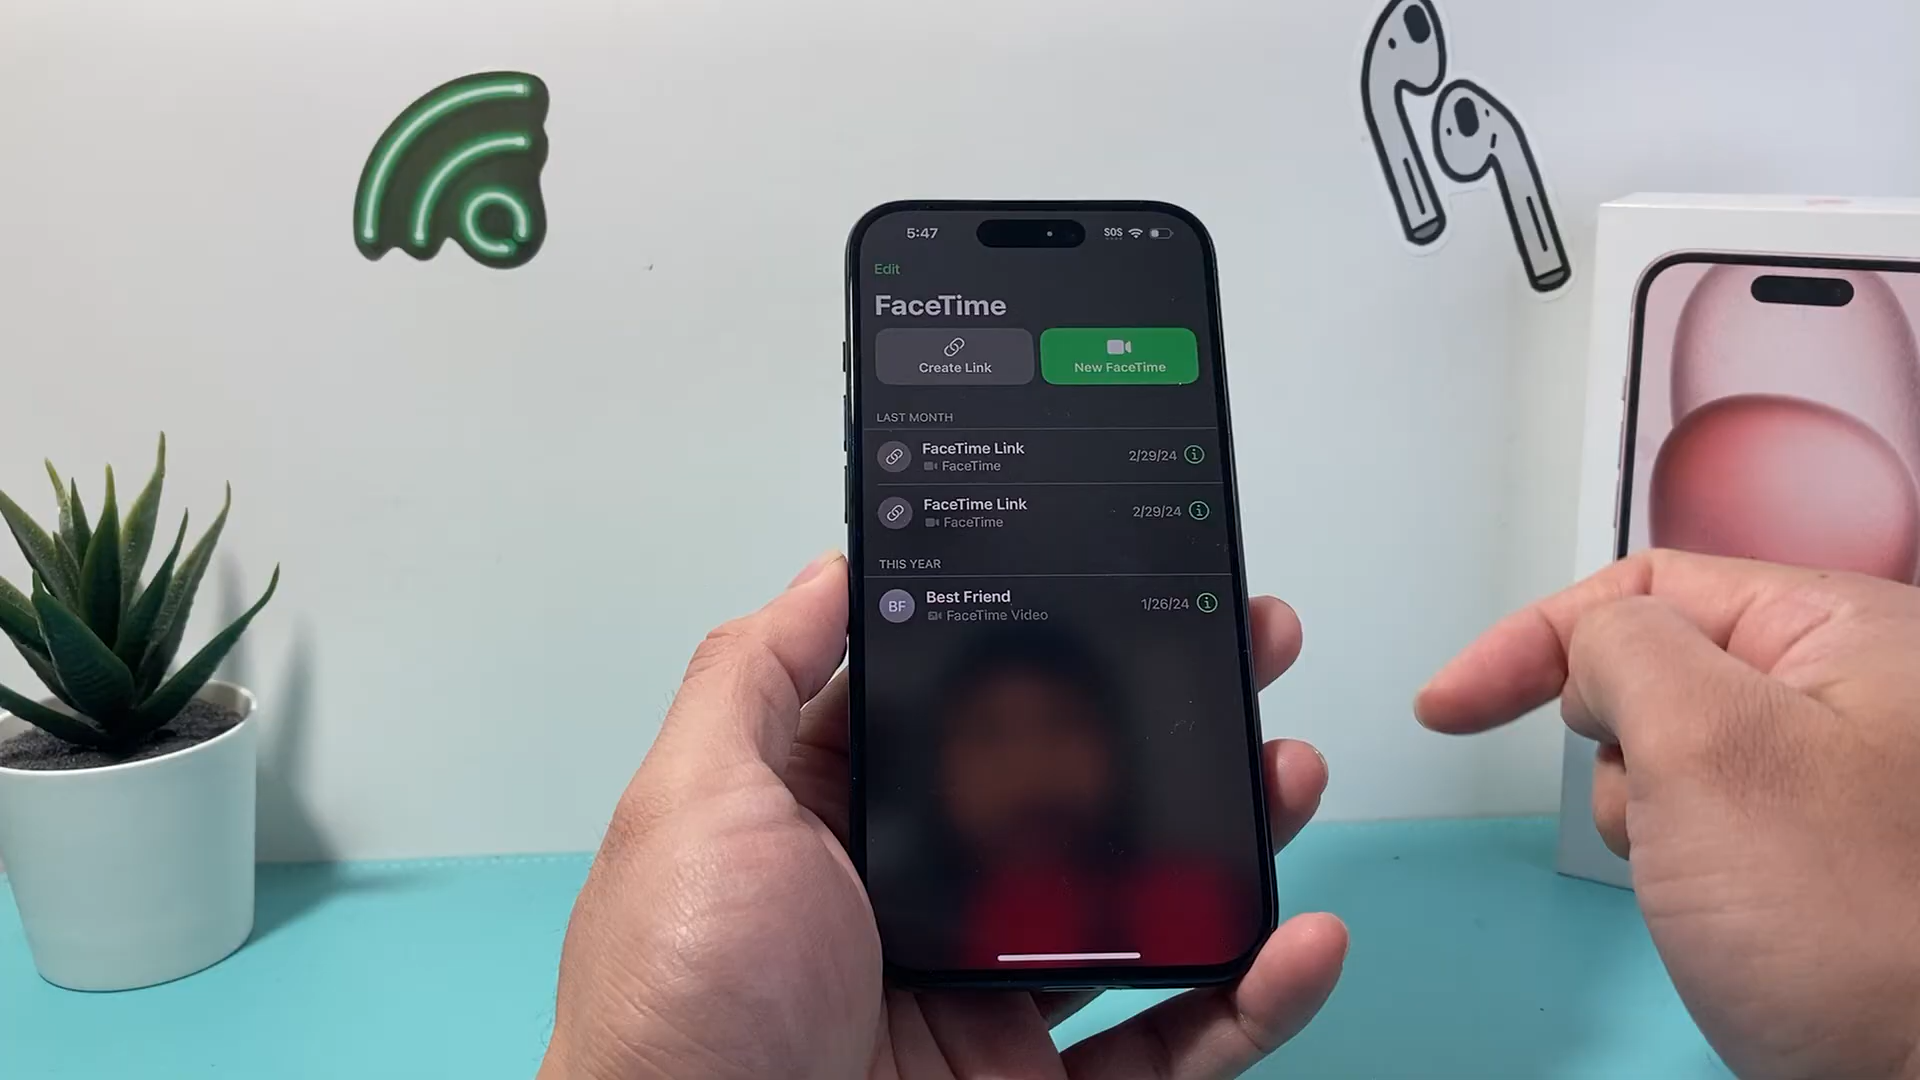 5:47 SOS
Edit
FaceTime
Create Link
New FaceTime
LAST MONTH
FaceTime Link
FaceTime
2/29/24
FaceTime Link
FaceTime
2/29/24
THIS YEAR
BF
Best Friend
FaceTime Video
1/26/24